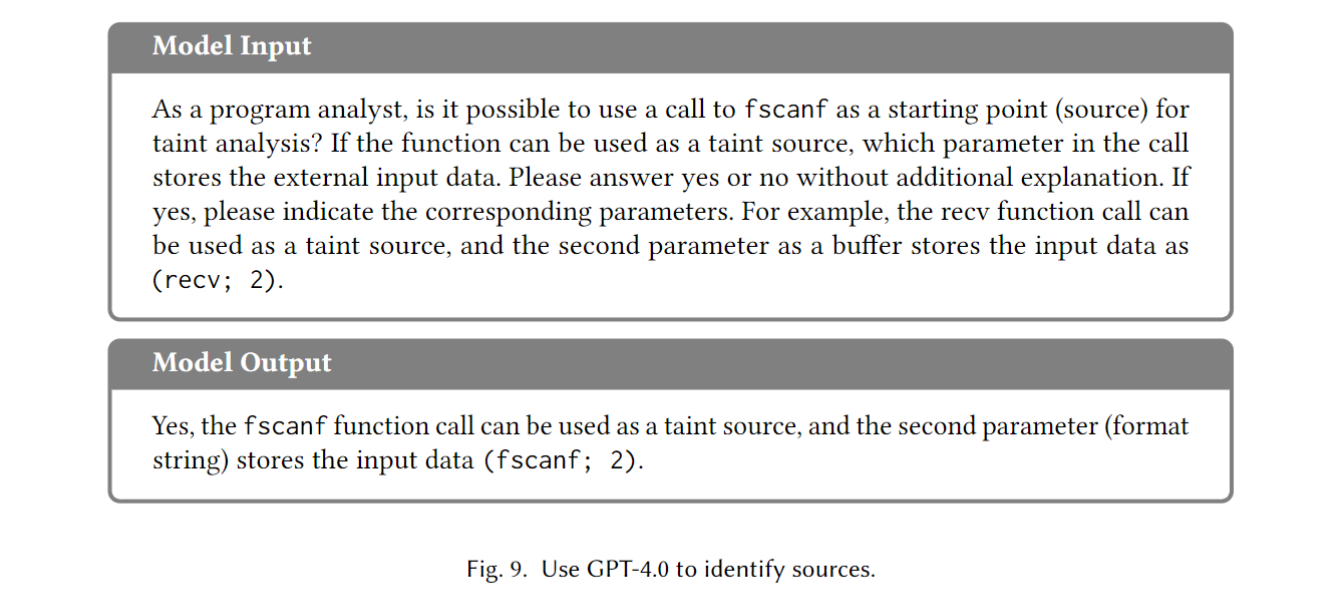 Model Input
As a program analyst, is it possible to use a call to fscanf as a starting point (source) for
taint analysis? If the function can be used as a taint source, which parameter in the call
stores the external input data. Please answer yes or no without additional explanation. If
yes, please indicate the corresponding parameters. For example, the recv function call can
be used as a taint source, and the second parameter as a buffer stores the input data as
(recv; 2).
Model Output
Yes, the fscanf function call can be used as a taint source, and the second parameter (format
string) stores the input data (fscanf; 2).
Fig. 9. Use GPT-4.0 to identify sources.